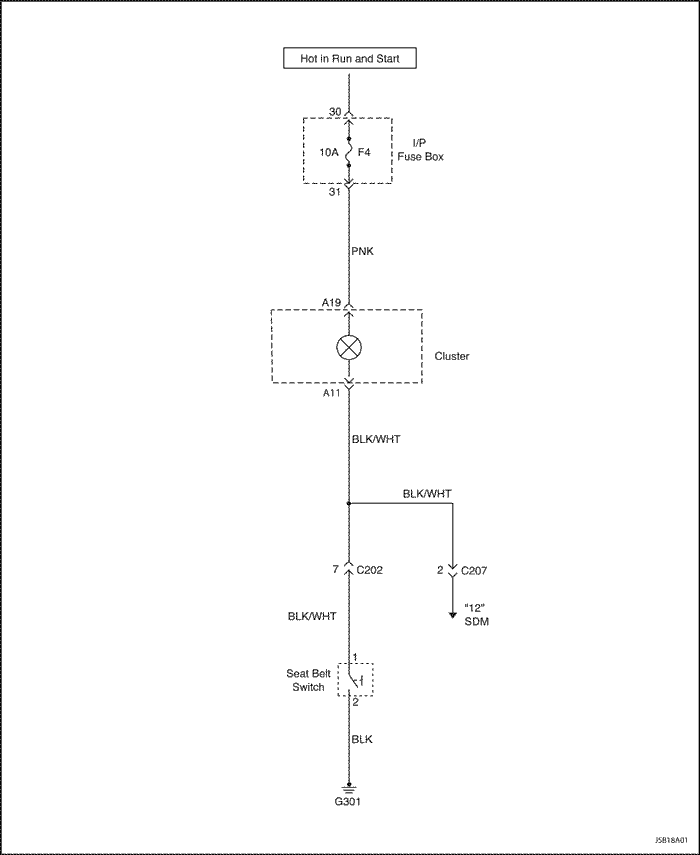 Hot in Run and Start
30
10A F4
I/P
Fuse Box
31
PNK
A19
Cluster
A11
BLK/WHT
BLK/WHT
7 C202
2 C207
"12"
SDM
BLK/WHT
1
Seat Belt
Switch
2
BLK
G301
J5B18A01